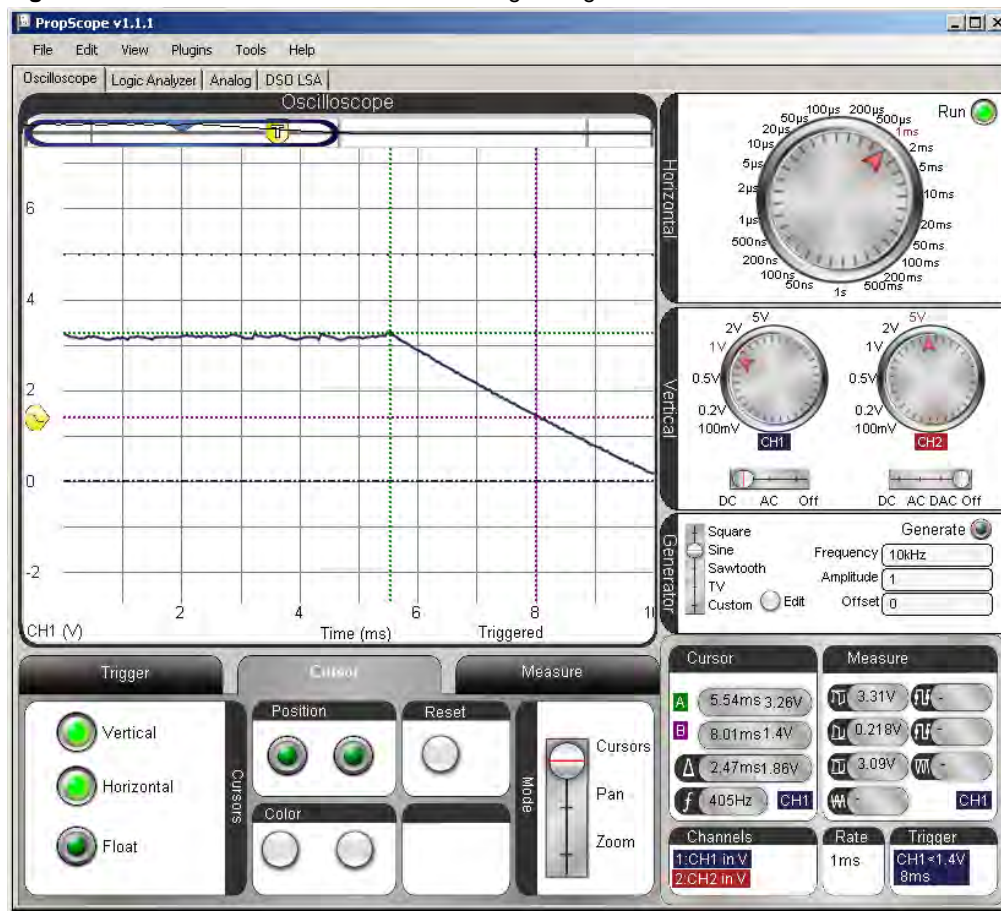 PropScope v1.1.1
File Edit View Plugins Tools Help
Oscilloscope Logic Analyzer Analog DSO LSA
Oscilloscope
T
6
4
2
0
-2
2 4 6 8
CH1 (V) Time (ms) Triggered
Horizontal
Run
50ns 100ns 200ns 500ns 1µs 2µs 5µs 10µs 20µs 50µs 100µs 200µs 500µs 1ms 2ms 5ms 10ms 20ms 50ms 100ms 200ms 500ms 1s
Vertical
5V 2V 1V 0.5V 0.2V 100mV
CH1
DC AC Off
5V 2V 1V 0.5V 0.2V 100mV
CH2
DC AC DAC Off
Generator
Square
Sine
Sawtooth
TV
Custom Edit
Generate
Frequency 10kHz
Amplitude 1
Offset 0
Trigger Cursor Measure
Vertical
Horizontal
Float
Cursors
Position
Reset
Color
Mode
Cursors
Pan
Zoom
Cursor
A 5.54ms 3.26V
B 8.01ms 1.4V
Δ 2.47ms 1.86V
f 405Hz CH1
Measure
3.31V -
0.218V -
3.09V -
- CH1
Channels
1:CH1 in V
2:CH2 in V
Rate
1ms
Trigger
CH1<1.4V
8ms